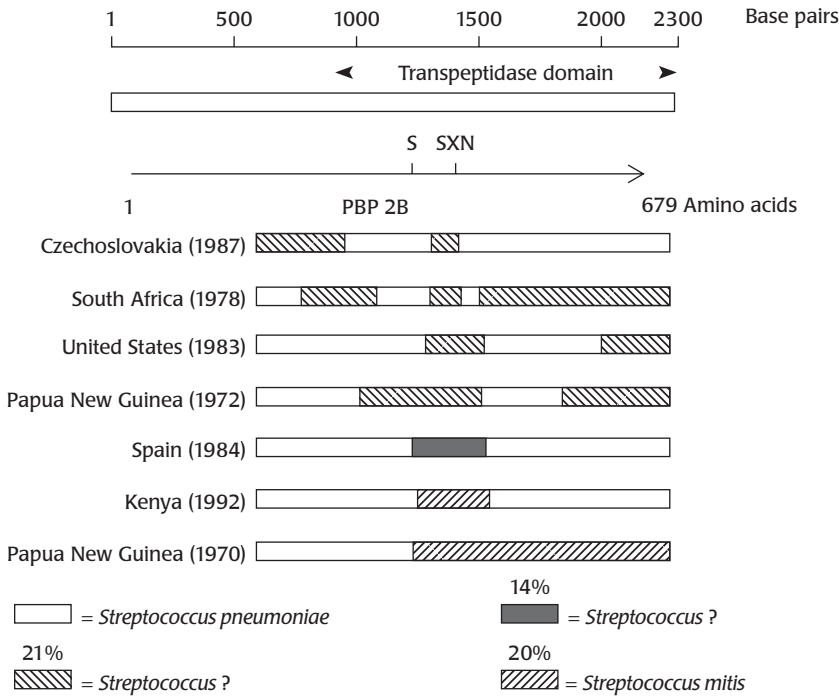 1 500 1000 1500 2000 2300 Base pairs
Transpeptidase domain
S SXN
1 PBP 2B 679 Amino acids
Czechoslovakia (1987)
South Africa (1978)
United States (1983)
Papua New Guinea (1972)
Spain (1984)
Kenya (1992)
Papua New Guinea (1970)
14%
= Streptococcus pneumoniae = Streptococcus ?
21% 20%
= Streptococcus ? = Streptococcus mitis